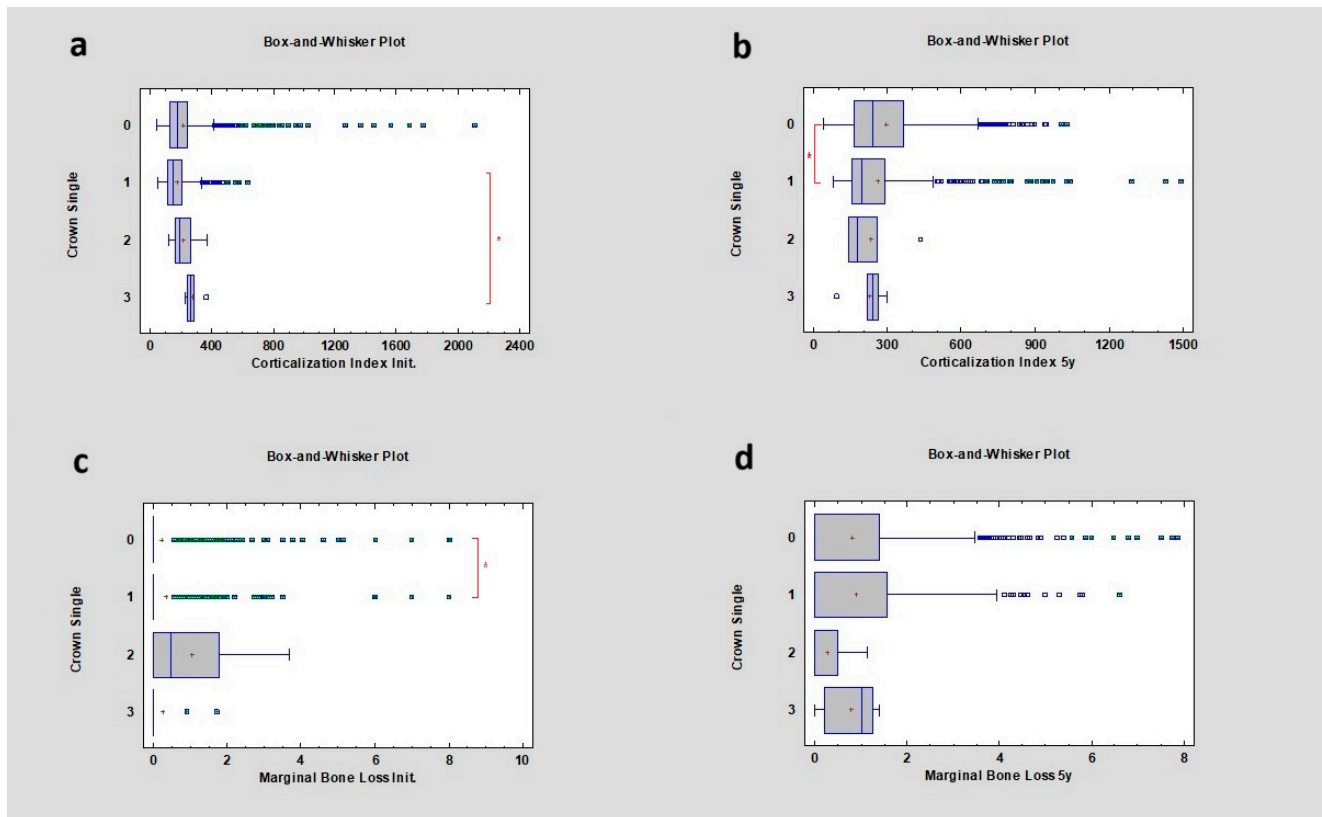 a
Box-and-Whisker Plot
Crown Single
0
1
2
3
*
0 400 800 1200 1600 2000 2400
Corticalization Index Init.
b
Box-and-Whisker Plot
Crown Single
0
1
2
3
0 300 600 900 1200 1500
Corticalization Index 5y
c
Box-and-Whisker Plot
Crown Single
0
1
2
3
0 2 4 6 8 10
Marginal Bone Loss Init.
d
Box-and-Whisker Plot
Crown Single
0
1
2
3
0 2 4 6 8
Marginal Bone Loss 5y